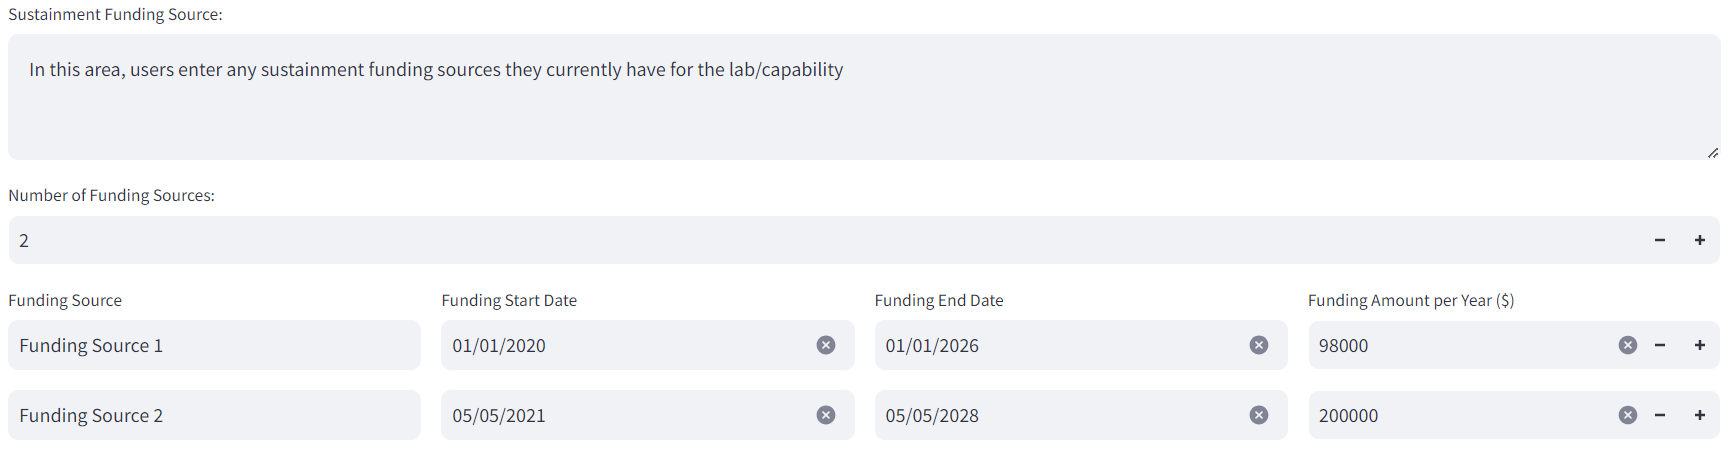 Sustainment Funding Source:
In this area, users enter any sustainment funding sources they currently have for the lab/capability
Number of Funding Sources:
2
Funding Source Funding Start Date Funding End Date Funding Amount per Year ($)
Funding Source 1 01/01/2020 01/01/2026 98000
Funding Source 2 05/05/2021 05/05/2028 200000